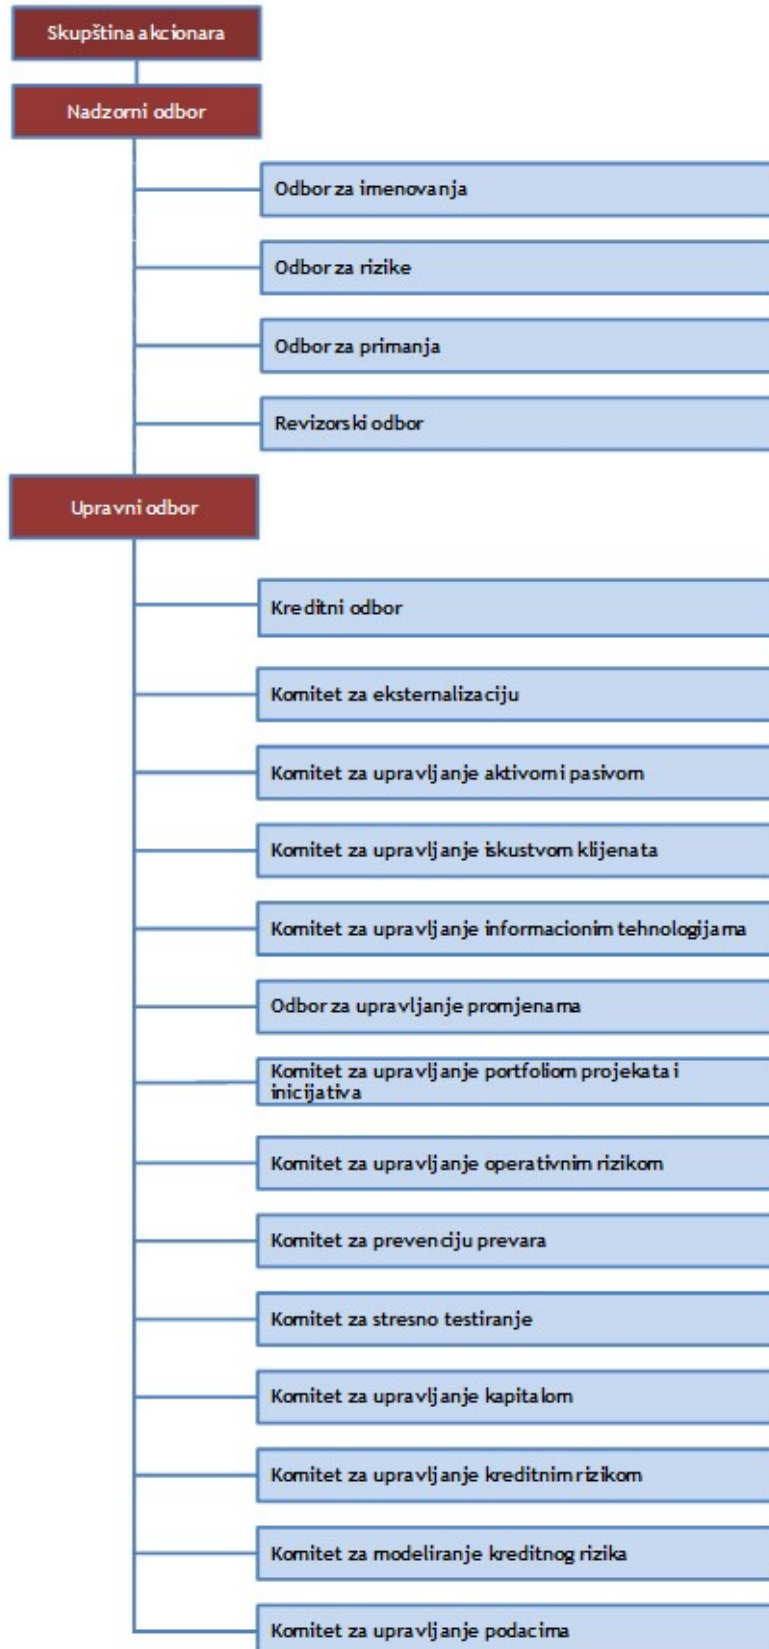 Skupština akcionara
Nadzorni odbor
Odbor za imenovanja
Odbor za rizike
Odbor za primanja
Revizorski odbor
Upravni odbor
Kreditni odbor
Komitet za eksternalizaciju
Komitet za upravljanje aktivom i pasivom
Komitet za upravljanje iskustvom klijenata
Komitet za upravljanje informacionim tehnologijama
Odbor za upravljanje promjenama
Komitet za upravljanje portfoliom projekata i
inicijativa
Komitet za upravljanje operativnim rizikom
Komitet za prevenciju prevara
Komitet za stresno testiranje
Komitet za upravljanje kapitalom
Komitet za upravljanje kreditnim rizikom
Komitet za modeliranje kreditnog rizika
Komitet za upravljanje podacima